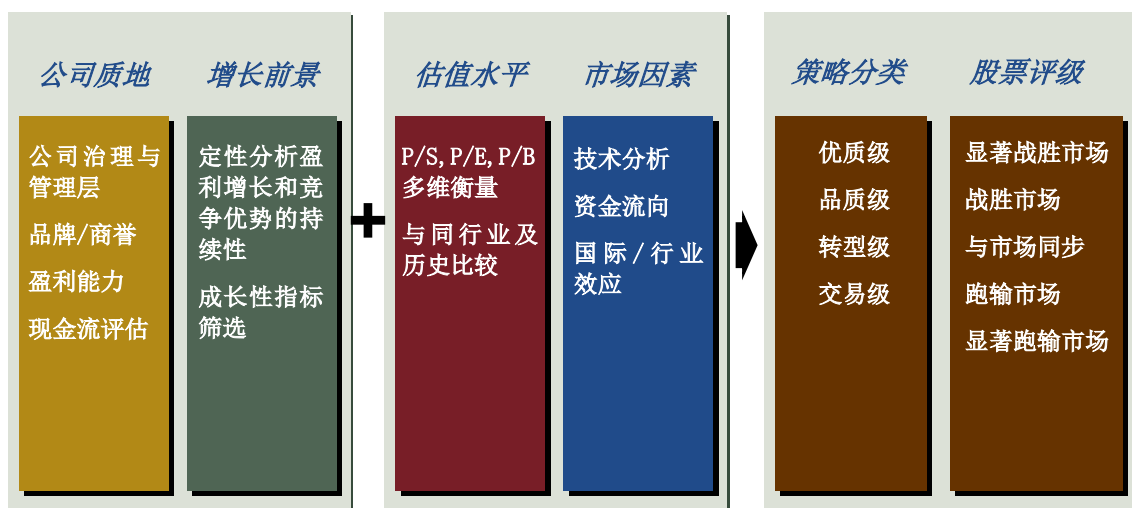 公司质地
公司治理与
管理层
品牌/商誉
盈利能力
现金流评估
增长前景
定性分析盈
利增长和竞
争优势的持
续性
成长性指标
筛选
估值水平
P/S,P/E,P/B
多维衡量
与同行业及
历史比较
市场因素
技术分析
资金流向
国际/行业
效应
策略分类
优质级
品质级
转型级
交易级
股票评级
显著战胜市场
战胜市场
与市场同步
跑输市场
显著跑输市场